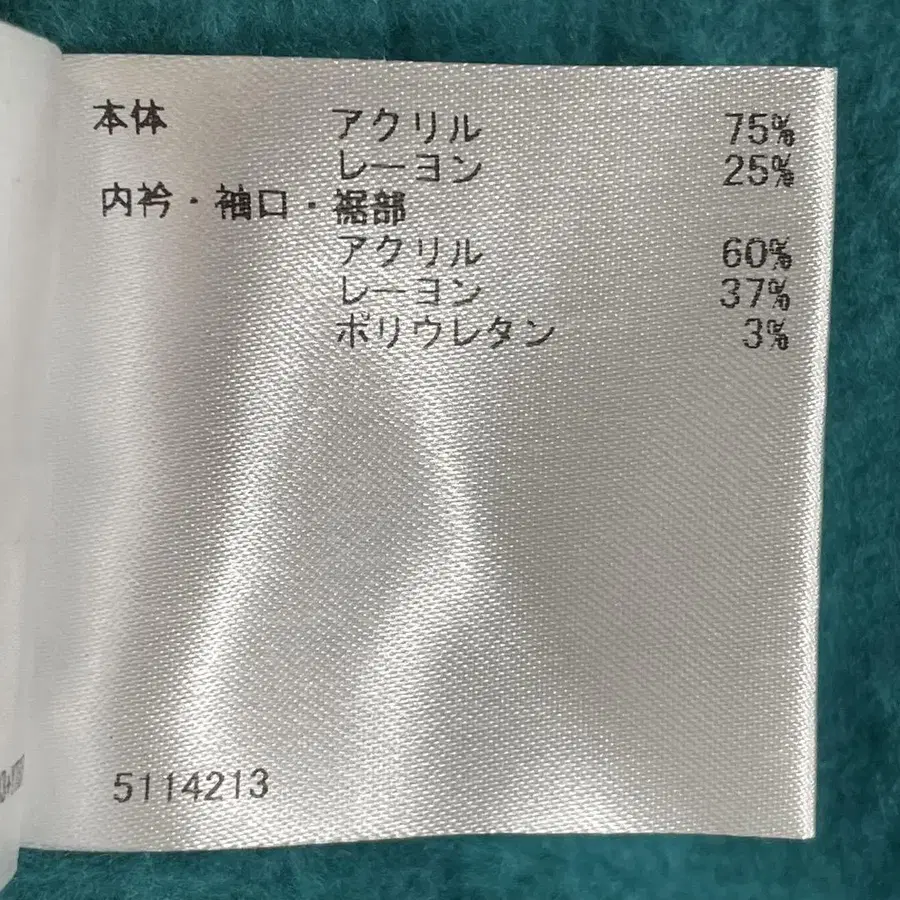 本体 アクリル 75%
レーヨン 25%
内衿・袖口・裾部
アクリル 60%
レーヨン 37%
ポリウレタン 3%
5114213